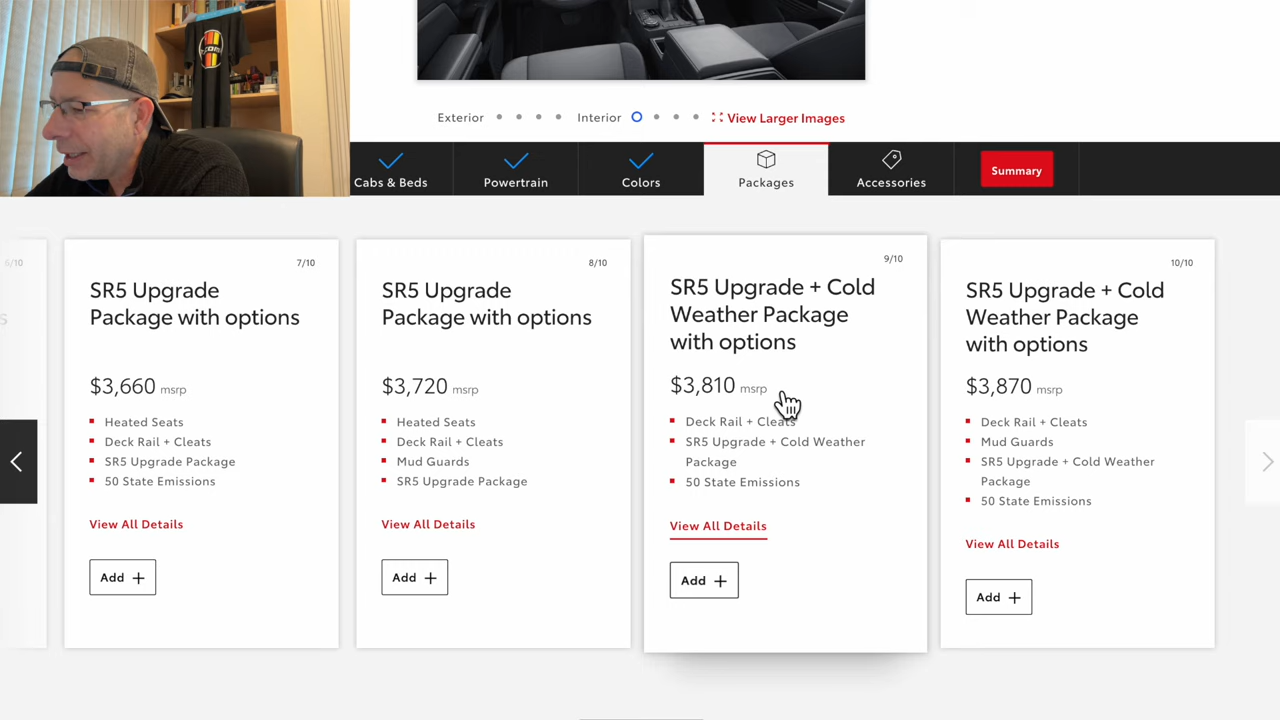 Exterior
Interior
View Larger Images
Cabs & Beds
Powertrain
Colors
Packages
Accessories
Summary
6/10
7/10
SR5 Upgrade
Package with options
$3,660 msrp
Heated Seats
Deck Rail + Cleats
SR5 Upgrade Package
50 State Emissions
View All Details
Add +
8/10
SR5 Upgrade
Package with options
$3,720 msrp
Heated Seats
Deck Rail + Cleats
Mud Guards
SR5 Upgrade Package
View All Details
Add +
9/10
SR5 Upgrade + Cold
Weather Package
with options
$3,810 msrp
Deck Rail + Cleats
SR5 Upgrade + Cold Weather
Package
50 State Emissions
View All Details
Add +
10/10
SR5 Upgrade + Cold
Weather Package
with options
$3,870 msrp
Deck Rail + Cleats
Mud Guards
SR5 Upgrade + Cold Weather
Package
50 State Emissions
View All Details
Add +